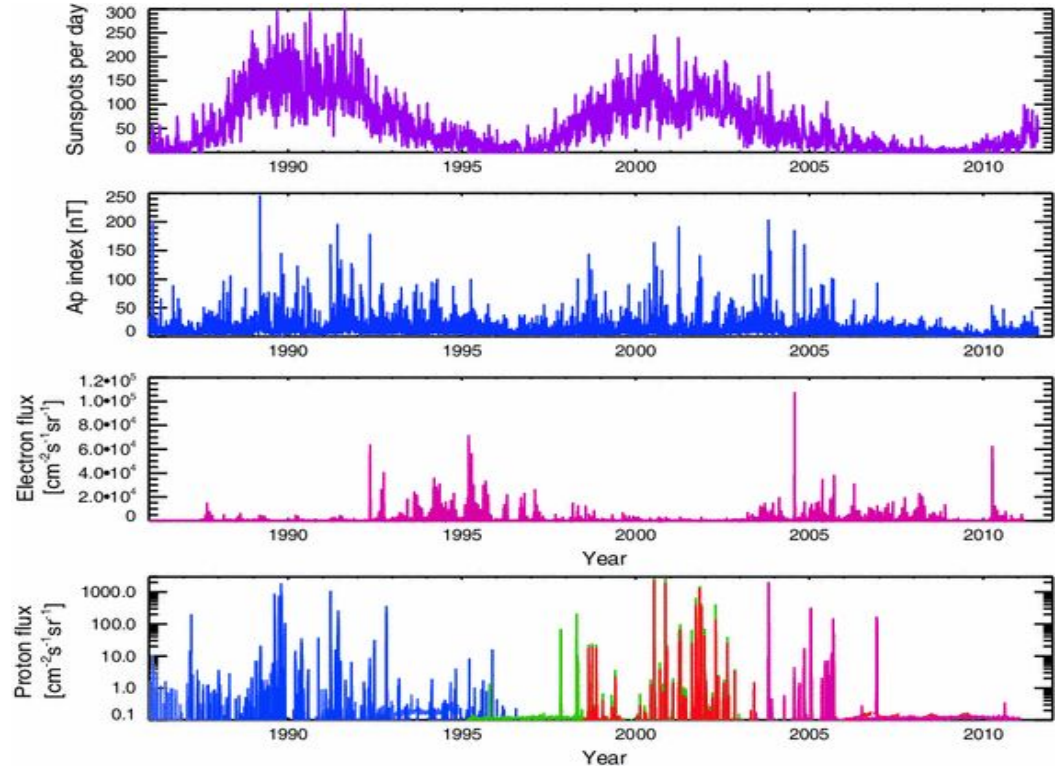 Sunspots per day
300
250
200
150
100
50
0
1990 1995 2000 2005 2010
Ap index [nT]
250
200
150
100
50
0
1990 1995 2000 2005 2010
Electron flux
[cm⁻²s⁻¹sr⁻¹]
1.2•10⁵
1.0•10⁵
8.0•10⁴
6.0•10⁴
4.0•10⁴
2.0•10⁴
0
1990 1995 2000 2005 2010
Year
Proton flux
[cm⁻²s⁻¹sr⁻¹]
1000.0
100.0
10.0
1.0
0.1
1990 1995 2000 2005 2010
Year